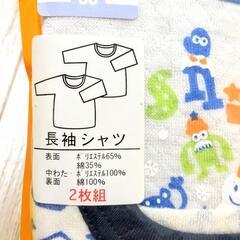 長袖シャツ
表面 ポリエステル65%
綿35%
中わた ポリエステル100%
裏面 綿100%
2枚組